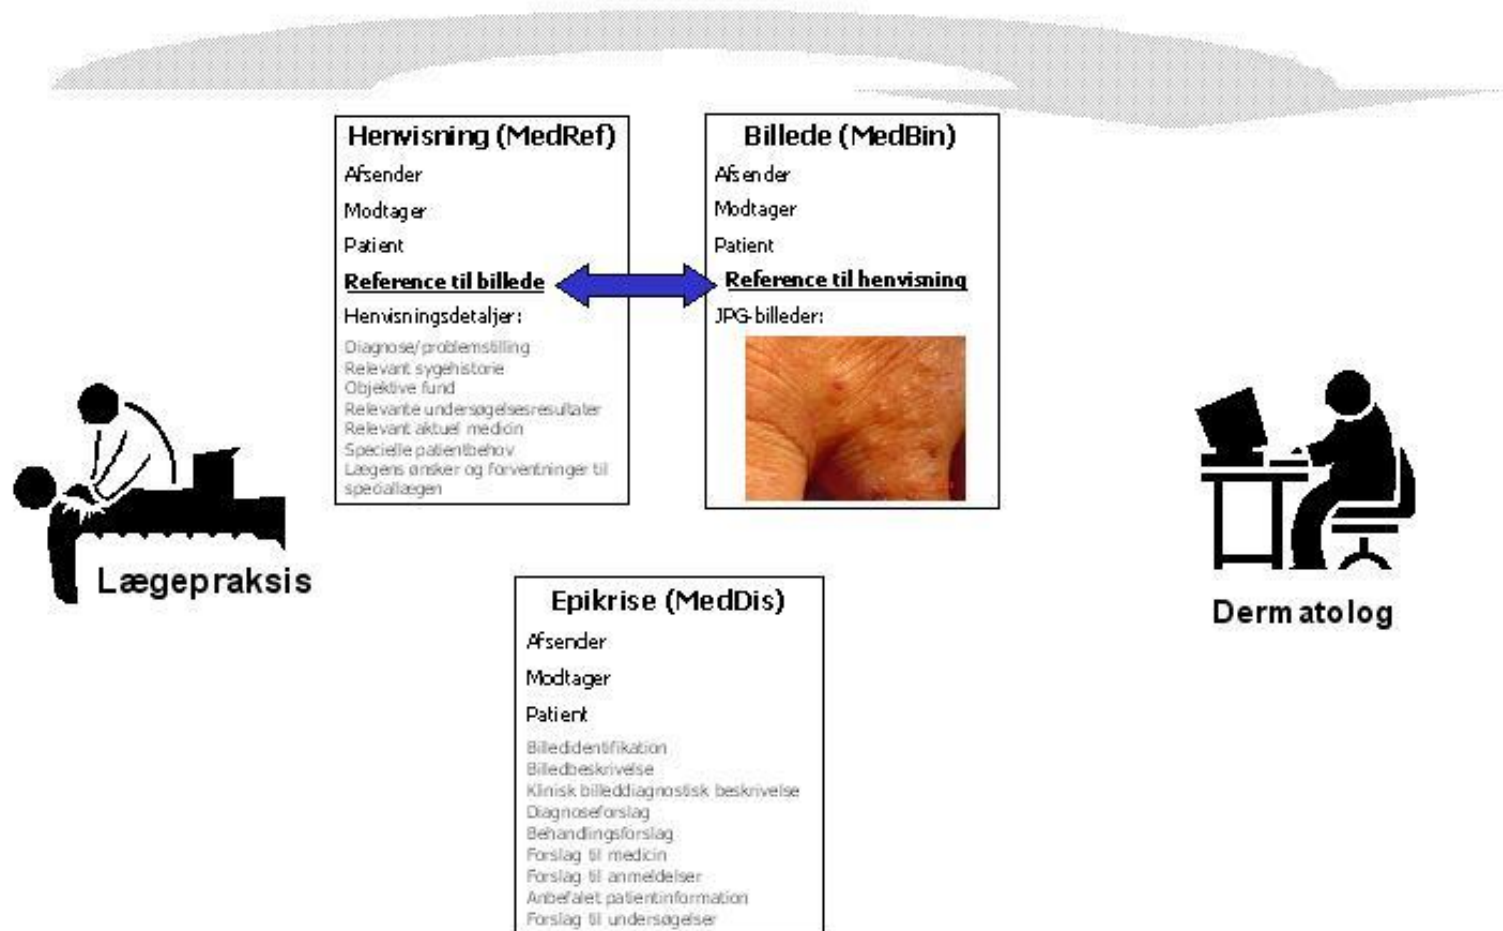 Henvisning (MedRef)
Afsender
Modtager
Patient
Reference til billede
Henvisningsdetaljer:
Diagnose/problemstilling
Relevant sygehistorie
Objektive fund
Relevante undersøgelsesresultater
Relevant aktuel medicin
Specielle patientbehov
Lægens ønsker og forventninger til
speciallægen
Billede (MedBin)
Afsender
Modtager
Patient
Reference til henvisning
JPG-billeder:
Lægepraksis
Dermatolog
Epikrise (MedDis)
Afsender
Modtager
Patient
Billedidentifikation
Billedbeskrivelse
Klinisk billeddiagnostisk beskrivelse
Diagnoseforslag
Behandlingsforslag
Forslag til medicin
Forslag til anmeldelser
Anbefalet patientinformation
Forslag til undersøgelser